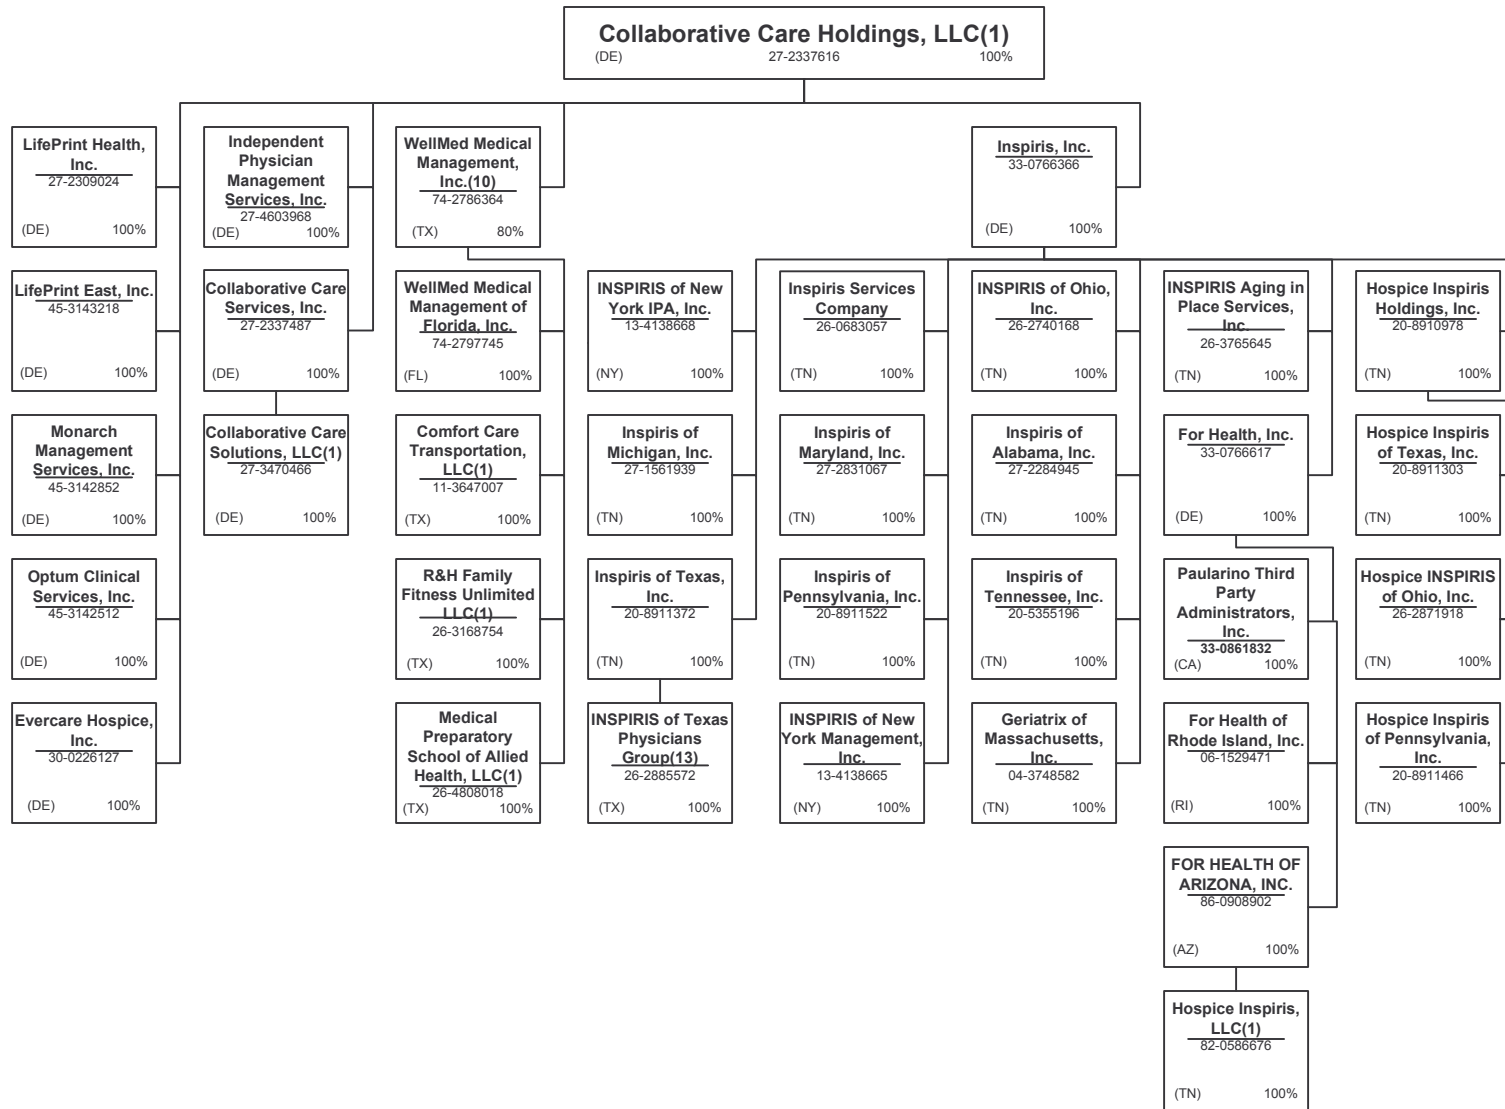 Collaborative Care Holdings, LLC(1)
(DE) 27-2337616 100%
LifePrint Health,
Inc.
27-2309024
(DE) 100%
Independent
Physician
Management
Services, Inc.
27-4603968
(DE) 100%
WellMed Medical
Management,
Inc.(10)
74-2786364
(TX) 80%
Inspiris, Inc.
33-0766366
(DE) 100%
LifePrint East, Inc.
45-3143218
(DE) 100%
Collaborative Care
Services, Inc.
27-2337487
(DE) 100%
WellMed Medical
Management of
Florida, Inc.
74-2797745
(FL) 100%
INSPIRIS of New
York IPA, Inc.
13-4138668
(NY) 100%
Inspiris Services
Company
26-0683057
(TN) 100%
INSPIRIS of Ohio,
Inc.
26-2740168
(TN) 100%
INSPIRIS Aging in
Place Services,
Inc.
26-3765645
(TN) 100%
Hospice Inspiris
Holdings, Inc.
20-8910978
(TN) 100%
Monarch
Management
Services, Inc.
45-3142852
(DE) 100%
Collaborative Care
Solutions, LLC(1)
27-3470466
(DE) 100%
Comfort Care
Transportation,
LLC(1)
11-3647007
(TX) 100%
Inspiris of
Michigan, Inc.
27-1561939
(TN) 100%
Inspiris of
Maryland, Inc.
27-2831067
(TN) 100%
Inspiris of
Alabama, Inc.
27-2284945
(TN) 100%
For Health, Inc.
33-0766617
(DE) 100%
Hospice Inspiris
of Texas, Inc.
20-8911303
(TN) 100%
Optum Clinical
Services, Inc.
45-3142512
(DE) 100%
R&H Family
Fitness Unlimited
LLC(1)
26-3168754
(TX) 100%
Inspiris of Texas,
Inc.
20-8911372
(TN) 100%
Inspiris of
Pennsylvania, Inc.
20-8911522
(TN) 100%
Inspiris of
Tennessee, Inc.
20-5355196
(TN) 100%
Paularino Third
Party
Administrators,
Inc.
33-0861832
(CA) 100%
Hospice INSPIRIS
of Ohio, Inc.
26-2871918
(TN) 100%
Evercare Hospice,
Inc.
30-0226127
(DE) 100%
Medical
Preparatory
School of Allied
Health, LLC(1)
26-4808018
(TX) 100%
INSPIRIS of Texas
Physicians
Group(13)
26-2885572
(TX) 100%
INSPIRIS of New
York Management,
Inc.
13-4138665
(NY) 100%
Geriatrix of
Massachusetts,
Inc.
04-3748582
(TN) 100%
For Health of
Rhode Island, Inc.
06-1529471
(RI) 100%
Hospice Inspiris
of Pennsylvania,
Inc.
20-8911466
(TN) 100%
FOR HEALTH OF
ARIZONA, INC.
86-0908902
(AZ) 100%
Hospice Inspiris,
LLC(1)
82-0586676
(TN) 100%